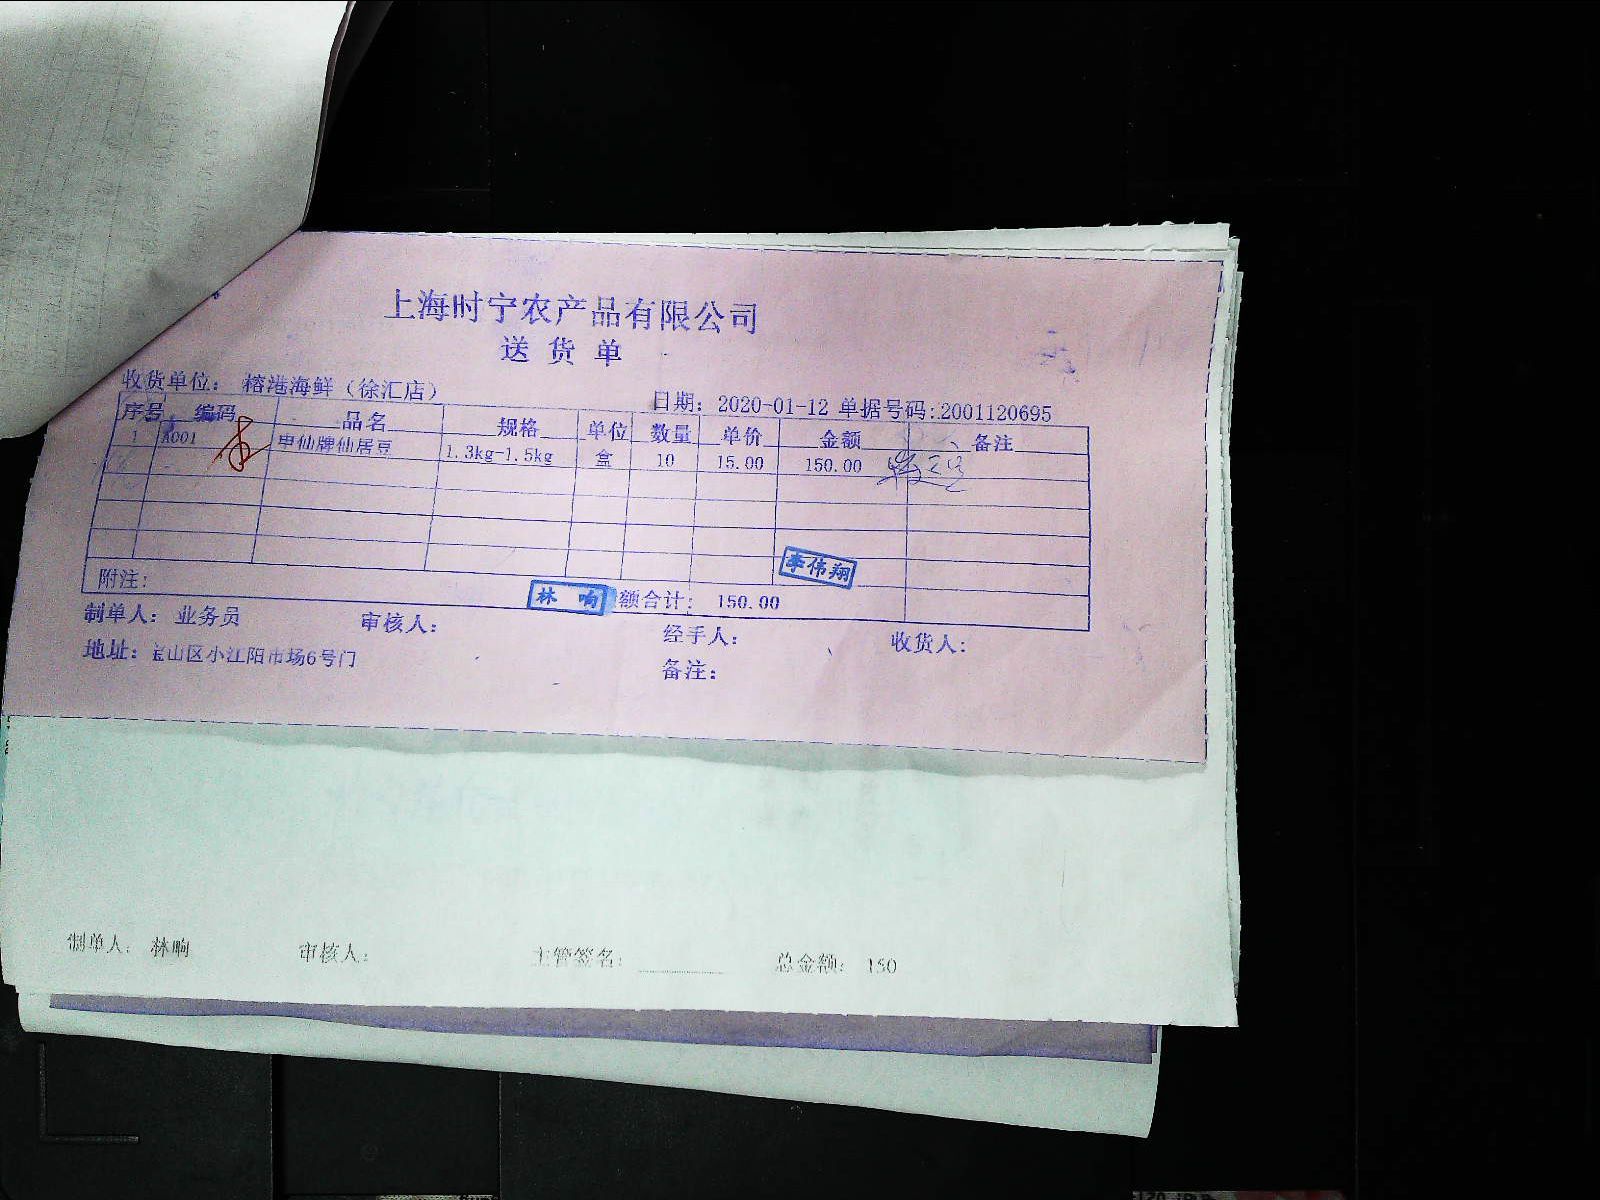 上海时宁农产品有限公司
送货单
收货单位: 榕港海鲜（徐汇店） 日期: 2020-01-12 单据号码:2001120695
序号 编码 品名 规格 单位 数量 单价 金额 备注
1 A001 申仙牌仙居豆 1.3kg-1.5kg 盒 10 15.00 150.00
李伟翔
附注: 林 响 额合计: 150.00
制单人: 业务员 审核人: 经手人: 收货人:
地址: 宝山区小江阳市场6号门 备注:
制单人: 林响 审核人: 主管签名: 总金额: 150